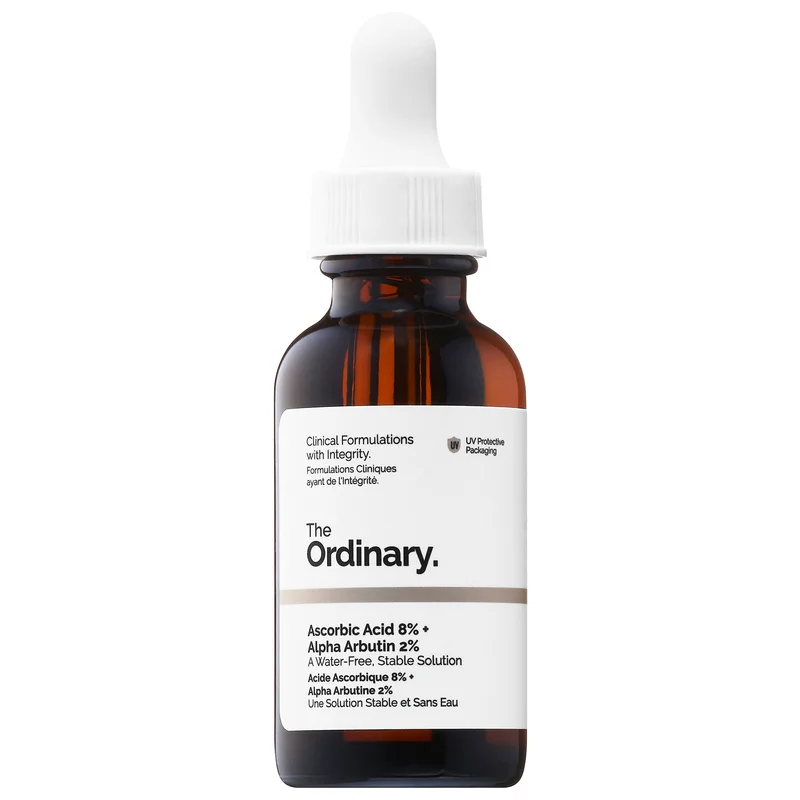 Clinical Formulations
with Integrity.
Formulations Cliniques
ayant de l'Intégrité.
UV
UV Protective
Packaging
The
Ordinary.
Ascorbic Acid 8% +
Alpha Arbutin 2%
A Water-Free, Stable Solution
Acide Ascorbique 8% +
Alpha Arbutine 2%
Une Solution Stable et Sans Eau